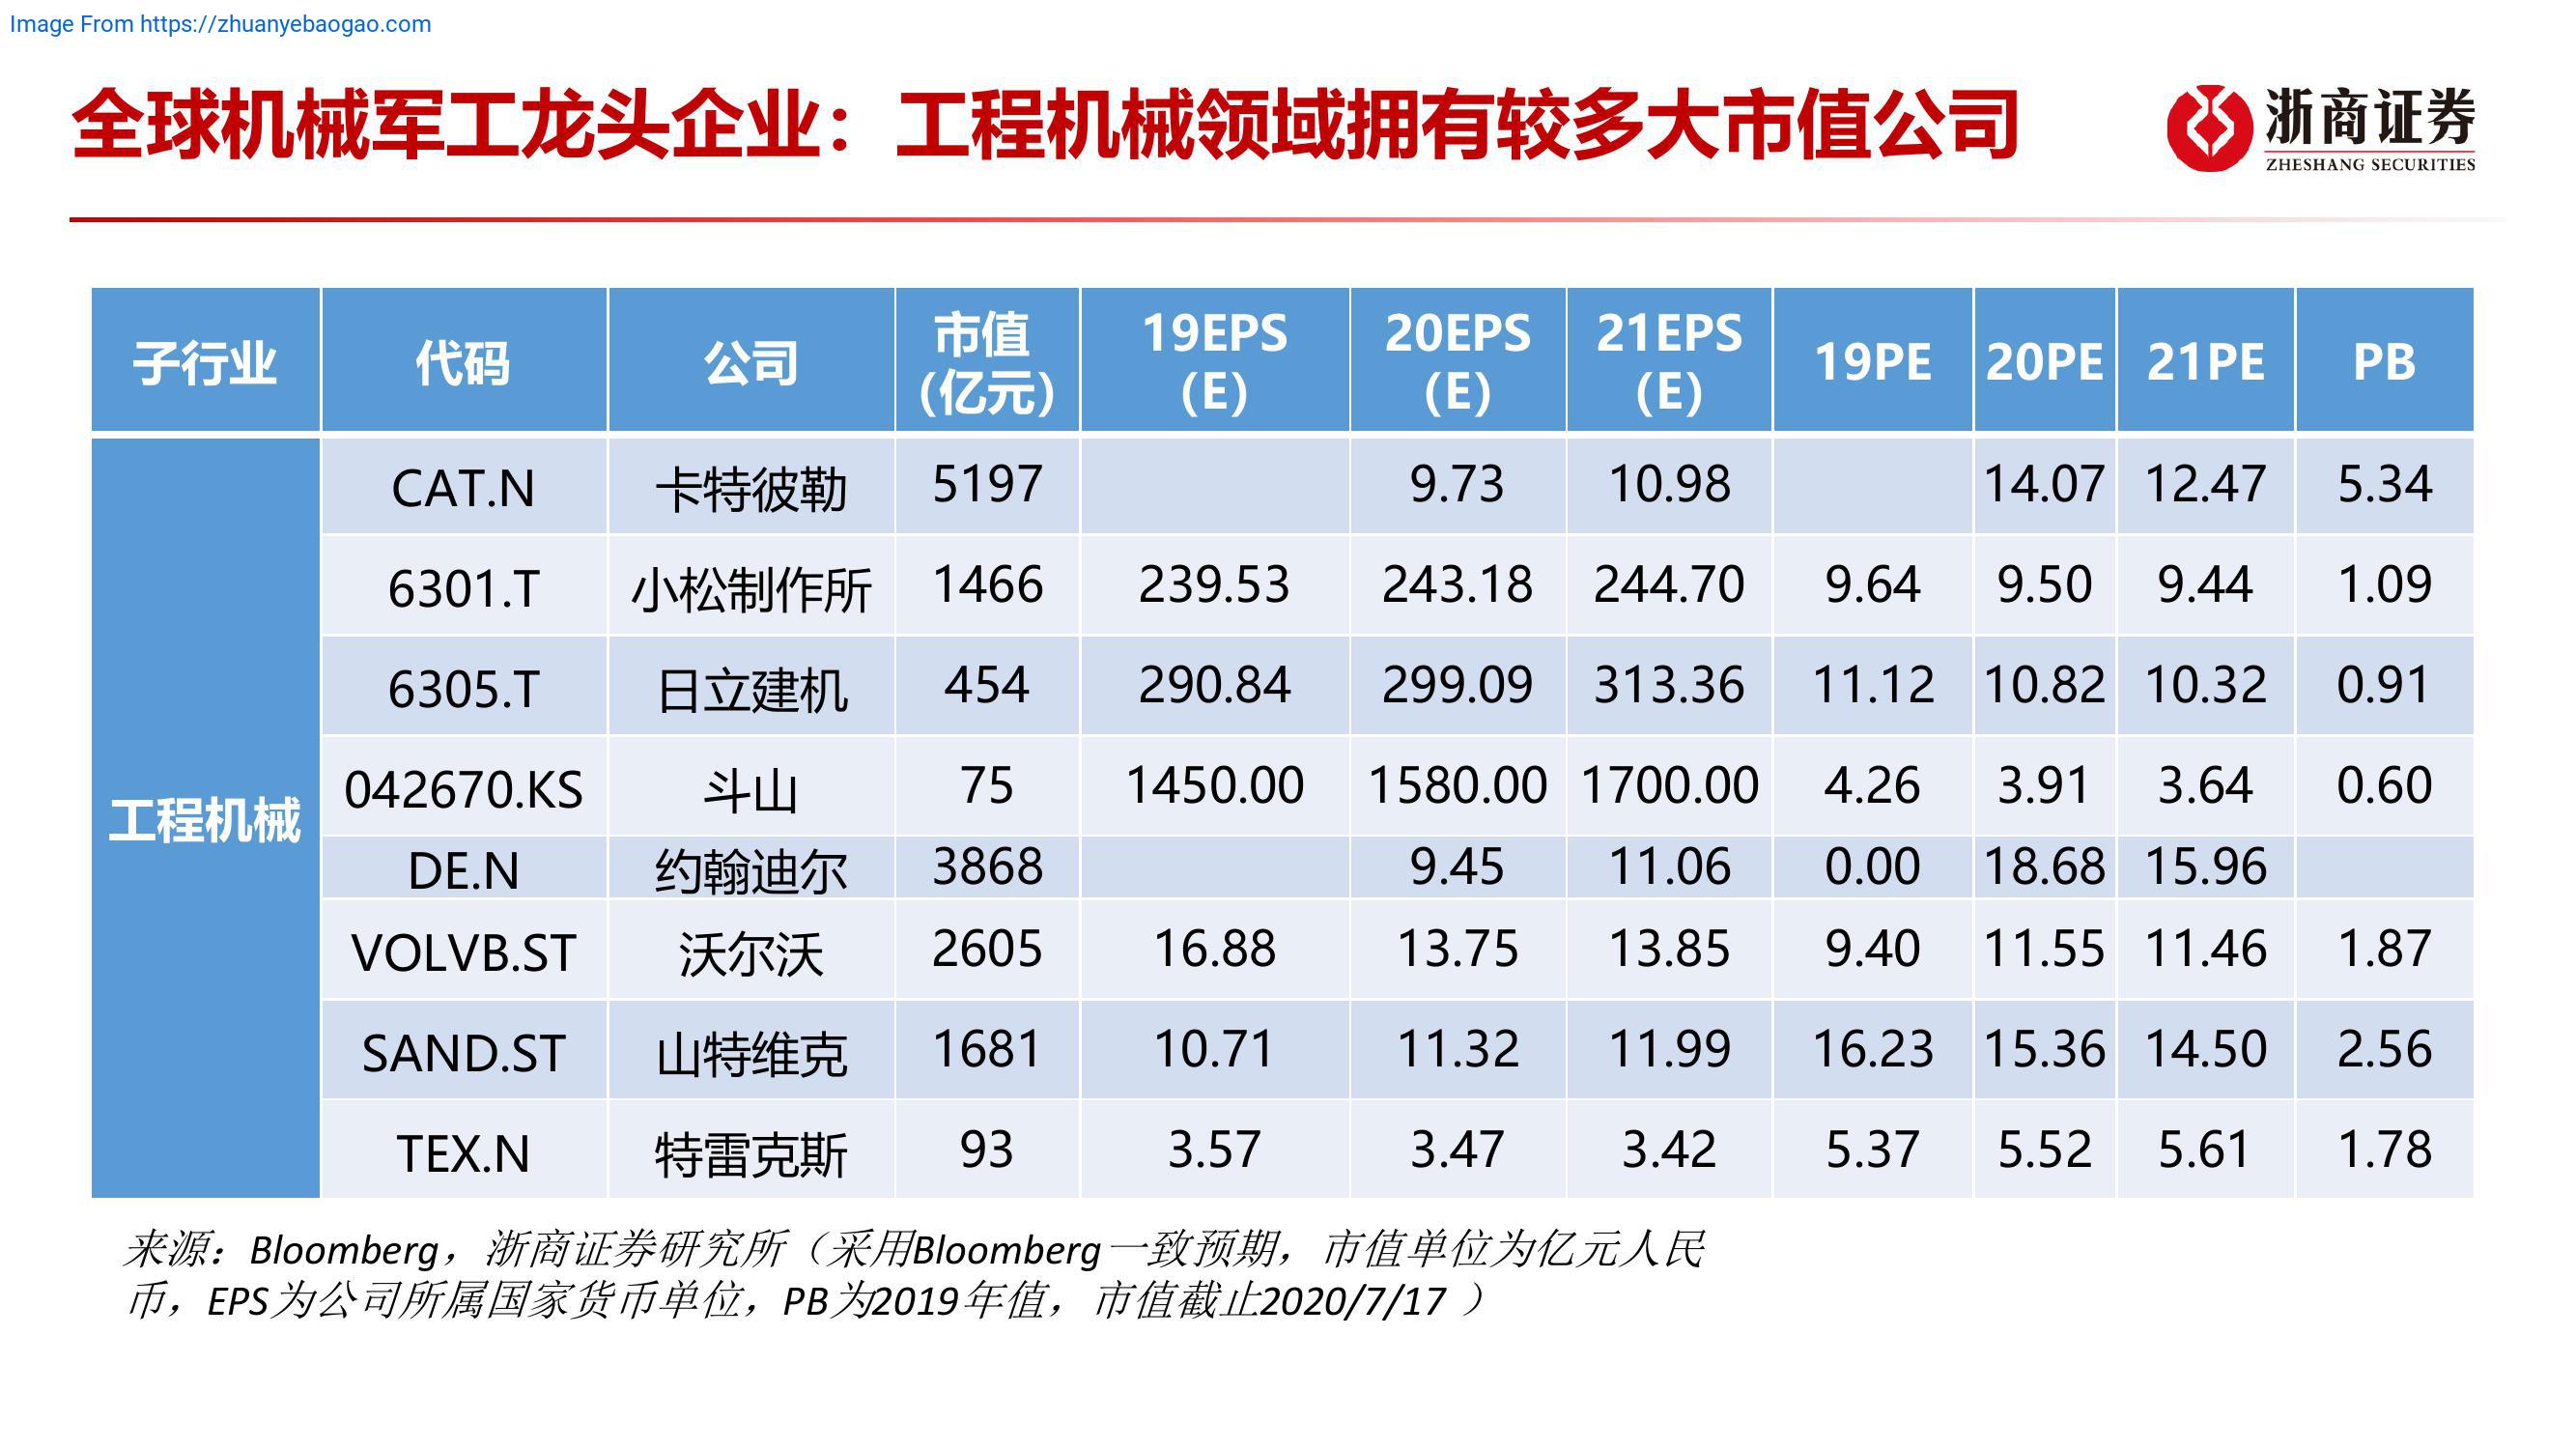 Image From https://zhuanyebaogao.com
全球机械军工龙头企业：工程机械领域拥有较多大市值公司
浙商证券
ZHESHANG SECURITIES
子行业 代码 公司 市值（亿元） 19EPS（E） 20EPS（E） 21EPS（E） 19PE 20PE 21PE PB
工程机械
CAT.N 卡特彼勒 5197 9.73 10.98 14.07 12.47 5.34
6301.T 小松制作所 1466 239.53 243.18 244.70 9.64 9.50 9.44 1.09
6305.T 日立建机 454 290.84 299.09 313.36 11.12 10.82 10.32 0.91
042670.KS 斗山 75 1450.00 1580.00 1700.00 4.26 3.91 3.64 0.60
DE.N 约翰迪尔 3868 9.45 11.06 0.00 18.68 15.96
VOLVB.ST 沃尔沃 2605 16.88 13.75 13.85 9.40 11.55 11.46 1.87
SAND.ST 山特维克 1681 10.71 11.32 11.99 16.23 15.36 14.50 2.56
TEX.N 特雷克斯 93 3.57 3.47 3.42 5.37 5.52 5.61 1.78
来源：Bloomberg，浙商证券研究所（采用Bloomberg一致预期，市值单位为亿元人民
币，EPS为公司所属国家货币单位，PB为2019年值，市值截止2020/7/17 ）